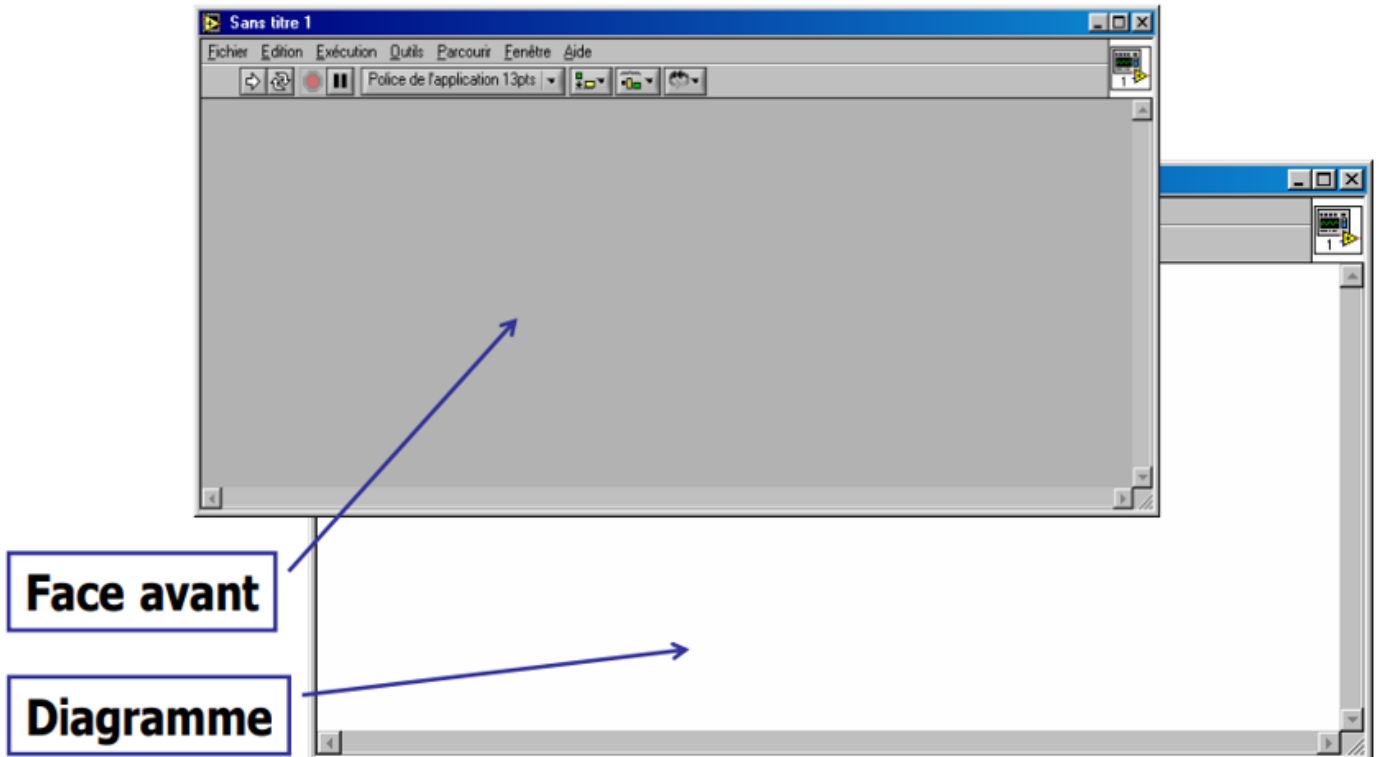 Sans titre 1
Fichier Edition Exécution Outils Parcourir Fenêtre Aide
Police de l'application 13pts
1
1
Face avant
Diagramme